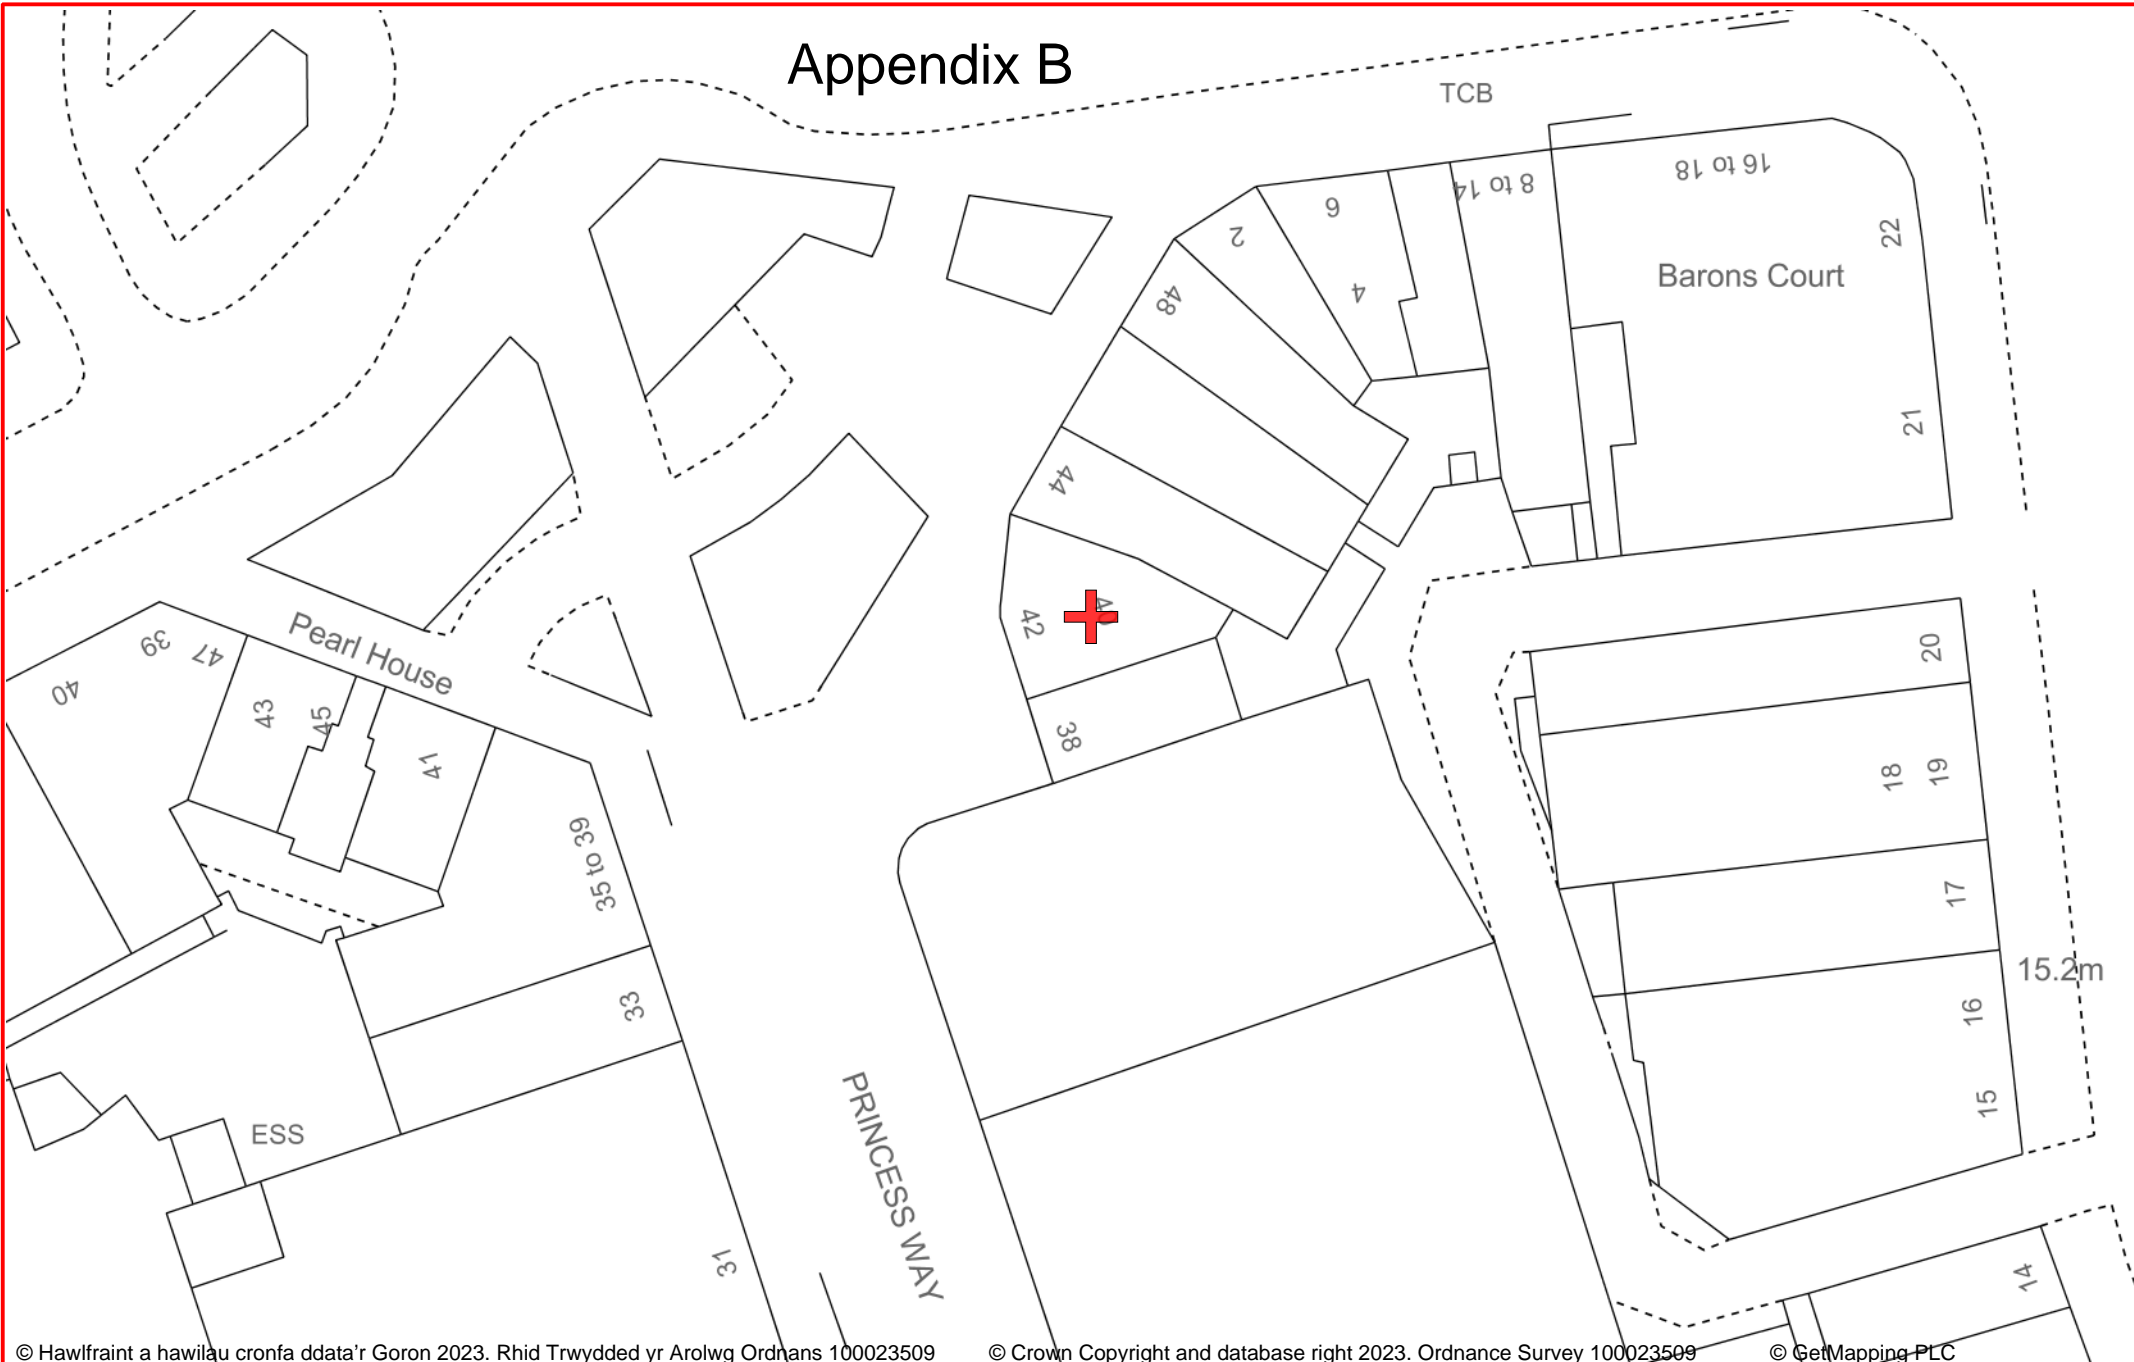 Appendix B
TCB
16 to 18
8 to 14
6
2
22
48
4
Barons Court
21
44
42
40
Pearl House
39
47
40
20
43
45
38
41
18
19
35 to 39
17
15.2m
33
16
15
PRINCESS WAY
ESS
31
14
© Hawlfraint a hawilau cronfa ddata'r Goron 2023. Rhid Trwydded yr Arolwg Ordnans 100023509
© Crown Copyright and database right 2023. Ordnance Survey 100023509
© GetMapping PLC